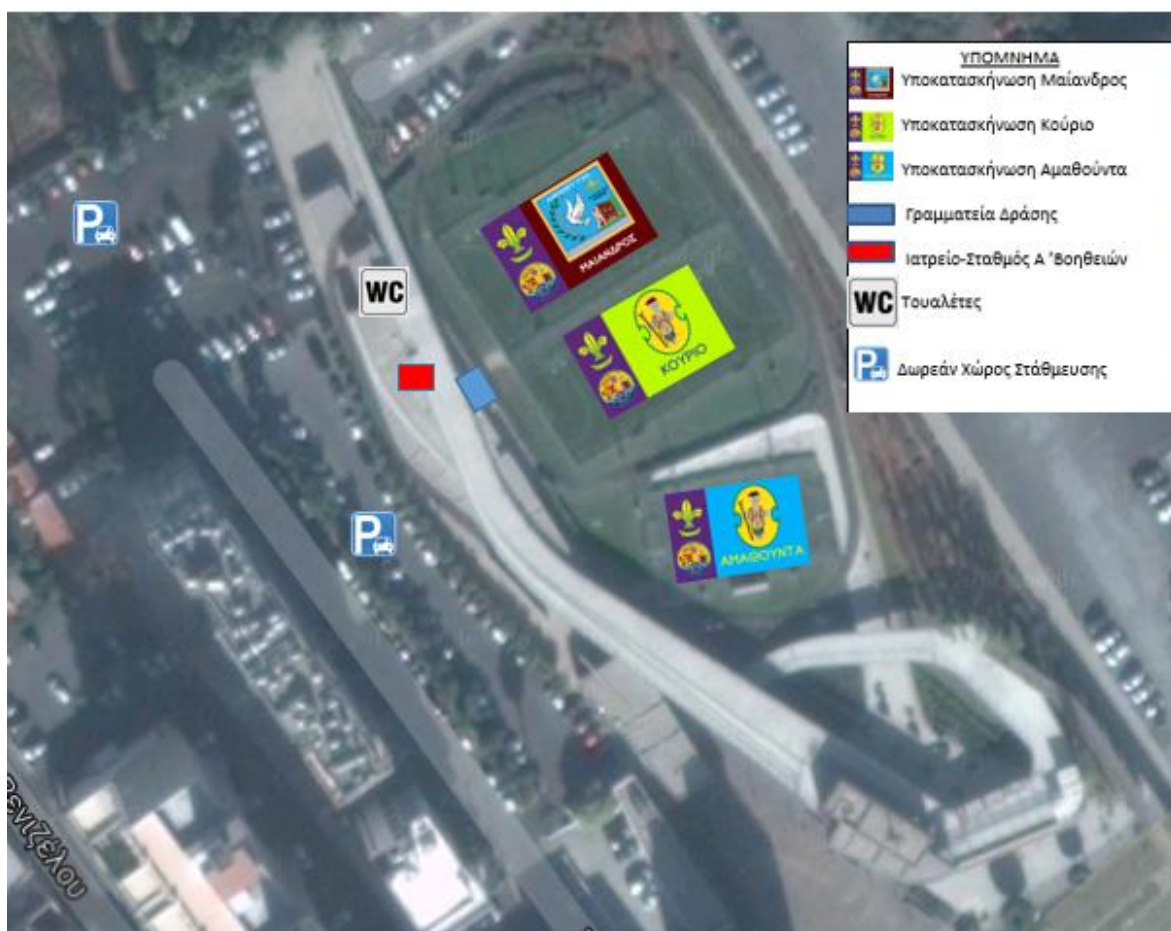 ΥΠΟΜΝΗΜΑ
Υποκατασκήνωση Μαίανδρος
Υποκατασκήνωση Κούριο
Υποκατασκήνωση Αμαθούντα
Γραμματεία Δράσης
Ιατρείο-Σταθμός Α 'Βοηθειών
WC Τουαλέτες
P Δωρεάν Χώρος Στάθμευσης
P
ΜΑΙΑΝΔΡΟΣ
WC
ΚΟΥΡΙΟ
ΑΜΑΘΟΥΝΤΑ
P